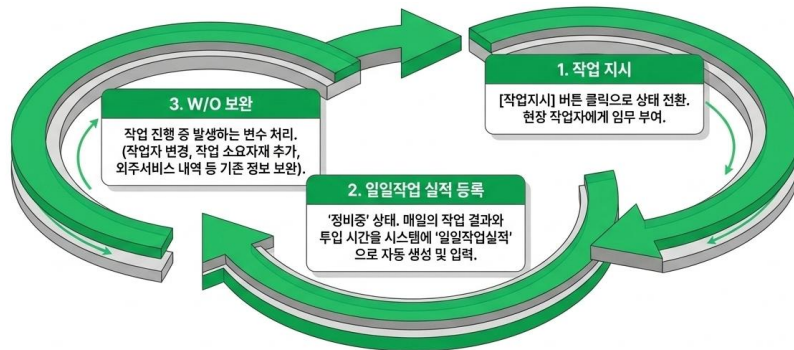 1. 작업 지시
[작업지시] 버튼 클릭으로 상태 전환.
현장 작업자에게 임무 부여.
2. 일일작업 실적 등록
'정비중' 상태. 매일의 작업 결과와
투입 시간을 시스템에 '일일작업실적'
으로 자동 생성 및 입력.
3. W/O 보완
작업 진행 중 발생하는 변수 처리.
(작업자 변경, 작업 소요자재 추가,
외주서비스 내역 등 기존 정보 보완).